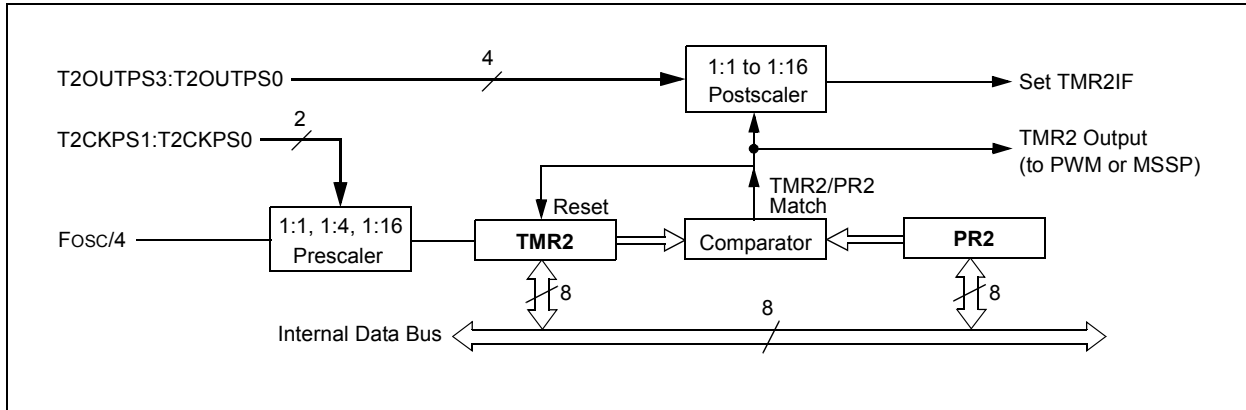 4
1:1 to 1:16
Postscaler
T2OUTPS3:T2OUTPS0
Set TMR2IF
2
T2CKPS1:T2CKPS0
TMR2 Output
(to PWM or MSSP)
TMR2/PR2
Match
Reset
1:1, 1:4, 1:16
Prescaler
FOSC/4
TMR2
Comparator
PR2
8
8
8
Internal Data Bus